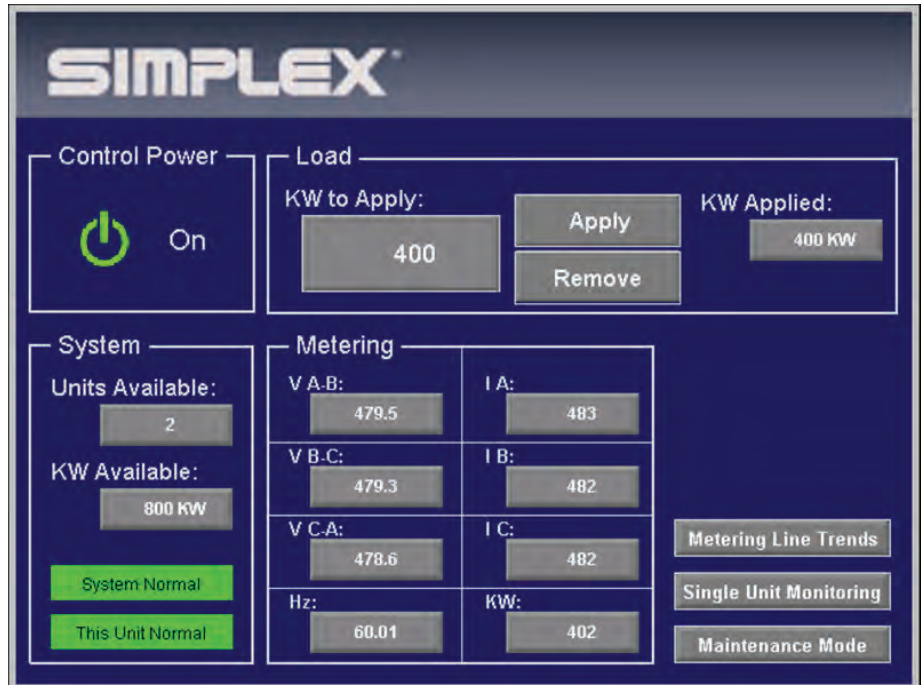 SIMPLEX
Control Power
On
Load
KW to Apply:
400
Apply
Remove
KW Applied:
400 KW
System
Units Available:
2
KW Available:
800 KW
System Normal
This Unit Normal
Metering
V A-B:
479.5
I A:
483
V B-C:
479.3
I B:
482
V C-A:
478.6
I C:
482
Hz:
60.01
KW:
402
Metering Line Trends
Single Unit Monitoring
Maintenance Mode